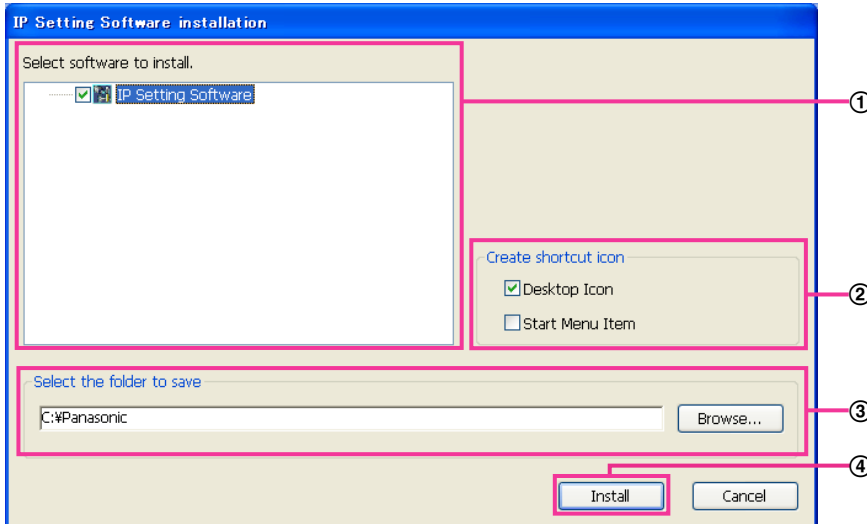 IP Setting Software installation
Select software to install.
IP Setting Software
①
Create shortcut icon
Desktop Icon
②
Start Menu Item
Select the folder to save
C:¥Panasonic
Browse...
③
④
Install
Cancel